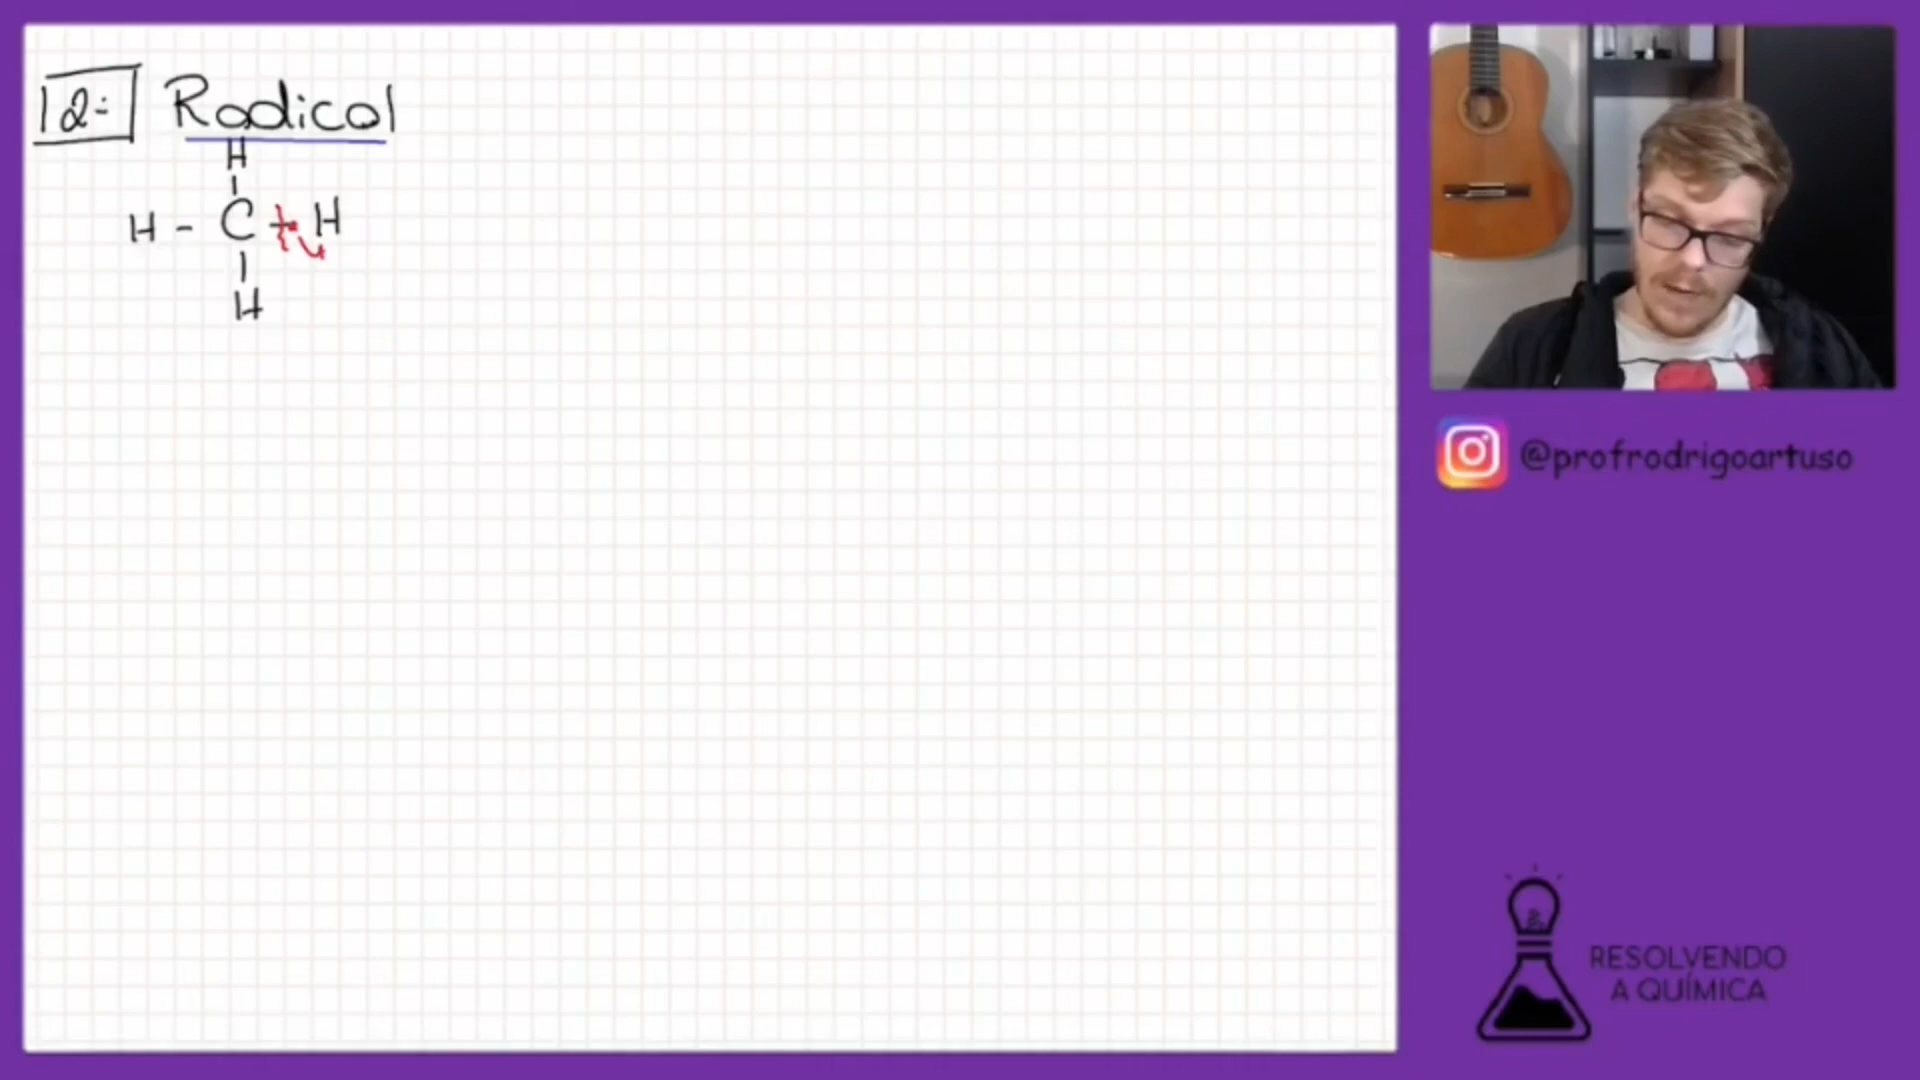 12- Radical
H
H - C - H
H
@profrodrigoartuso
RESOLVENDO
A QUÍMICA